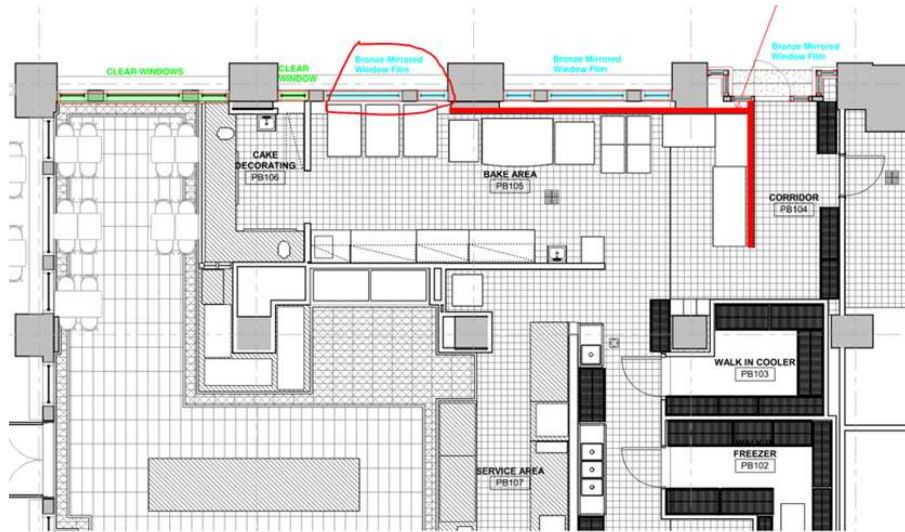 CLEAR WINDOWS
CLEAR
WINDOW
Bronze Mirrored
Window Film
Bronze Mirrored
Window Film
Bronze Mirrored
Window Film
CAKE
DECORATING
PB106
BAKE AREA
PB105
CORRIDOR
PB104
WALK IN COOLER
PB103
FREEZER
PB102
SERVICE AREA
PB107